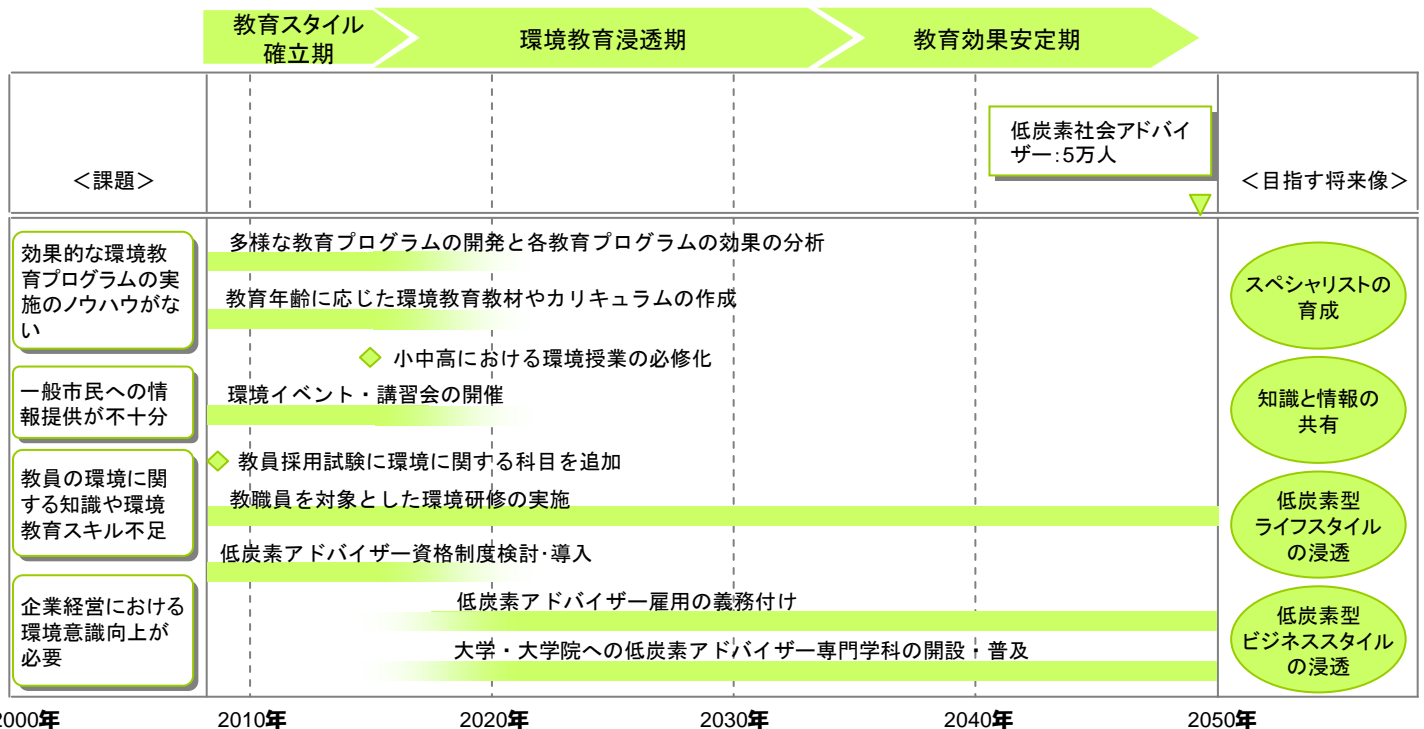 教育スタイル
確立期
環境教育浸透期
教育効果安定期
低炭素社会アドバイ
ザー:5万人
＜課題＞
＜目指す将来像＞
効果的な環境教
育プログラムの実
施のノウハウがな
い
一般市民への情
報提供が不十分
教員の環境に関
する知識や環境
教育スキル不足
企業経営における
環境意識向上が
必要
多様な教育プログラムの開発と各教育プログラムの効果の分析
教育年齢に応じた環境教育教材やカリキュラムの作成
小中高における環境授業の必修化
環境イベント・講習会の開催
教員採用試験に環境に関する科目を追加
教職員を対象とした環境研修の実施
低炭素アドバイザー資格制度検討･導入
低炭素アドバイザー雇用の義務付け
大学・大学院への低炭素アドバイザー専門学科の開設・普及
スペシャリストの
育成
知識と情報の
共有
低炭素型
ライフスタイル
の浸透
低炭素型
ビジネススタイル
の浸透
2000年
2010年
2020年
2030年
2040年
2050年